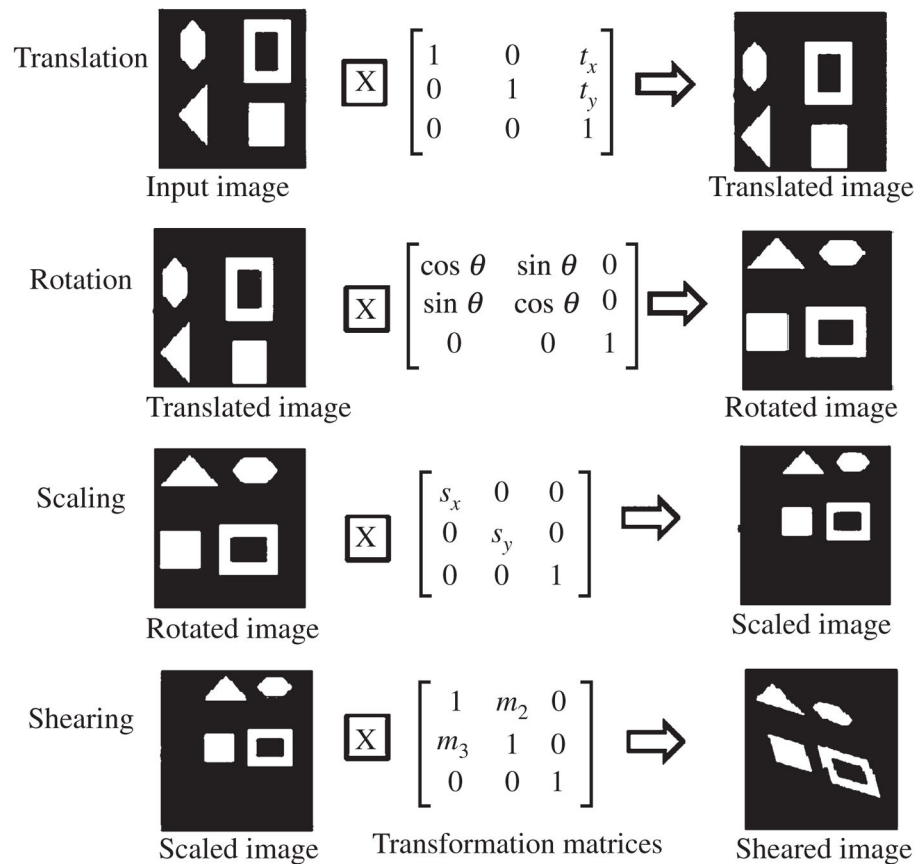 Translation
X
1 0 t_x
0 1 t_y
0 0 1
Input image
Translated image
Rotation
X
cos θ sin θ 0
sin θ cos θ 0
0 0 1
Translated image
Rotated image
Scaling
X
s_x 0 0
0 s_y 0
0 0 1
Rotated image
Scaled image
Shearing
X
1 m_2 0
m_3 1 0
0 0 1
Scaled image
Transformation matrices
Sheared image